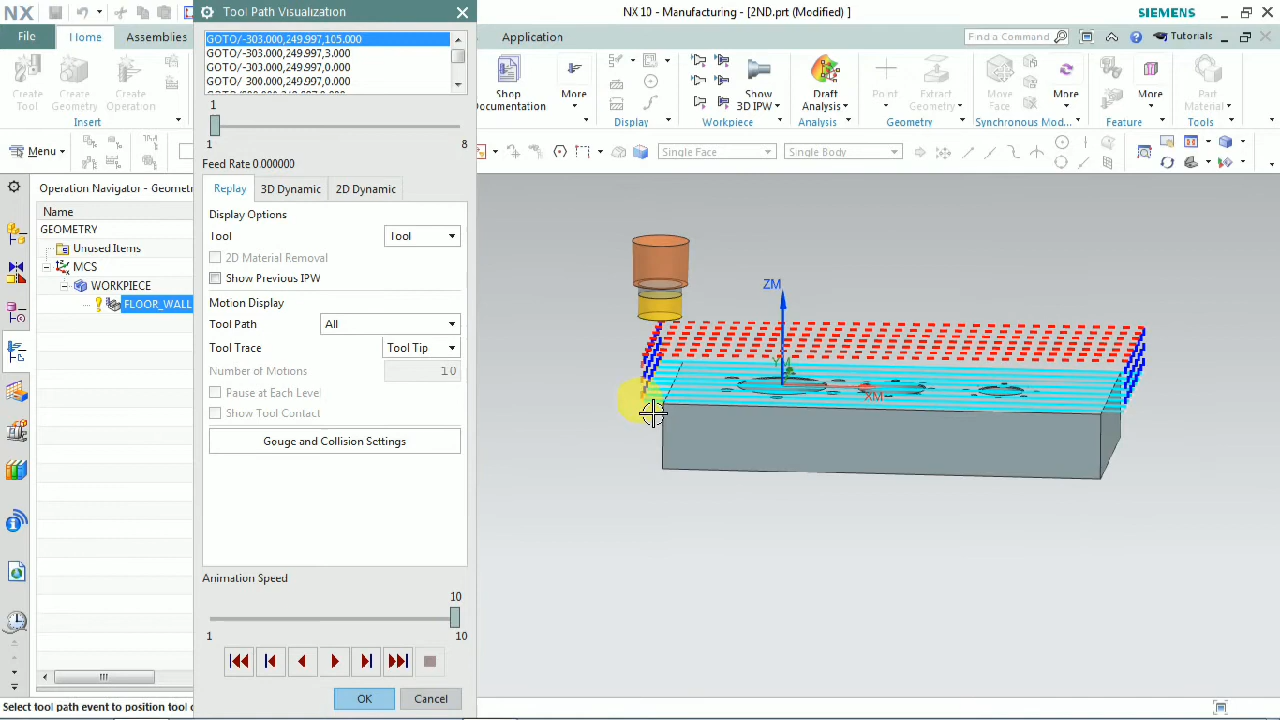 NX
Tool Path Visualization
NX 10 - Manufacturing - [2ND.prt (Modified) ]
SIEMENS
File
Home
Assemblies
Application
Find a Command
Tutorials
Create Tool
Create Geometry
Create Operation
Insert
Shop Documentation
More
Display
Show 3D IPW
Workpiece
Draft Analysis
Analysis
Point
Extract Geometry
Geometry
Move Face
More
Synchronous Mod...
More
Feature
Part Material
Tools
Menu
Single Face
Single Body
GOTO/-303.000,249.997,105.000
GOTO/-303.000,249.997,3.000
GOTO/-303.000,249.997,0.000
GOTO/-300.000,249.997,0.000
1
1
8
Feed Rate 0.000000
Replay
3D Dynamic
2D Dynamic
Display Options
Tool
Tool
2D Material Removal
Show Previous IPW
Motion Display
Tool Path
All
Tool Trace
Tool Tip
Number of Motions
10
Pause at Each Level
Show Tool Contact
Gouge and Collision Settings
Animation Speed
10
1
10
OK
Cancel
Operation Navigator - Geometr
Name
GEOMETRY
Unused Items
MCS
WORKPIECE
FLOOR_WALL
ZM
YM
XM
Select tool path event to position tool o